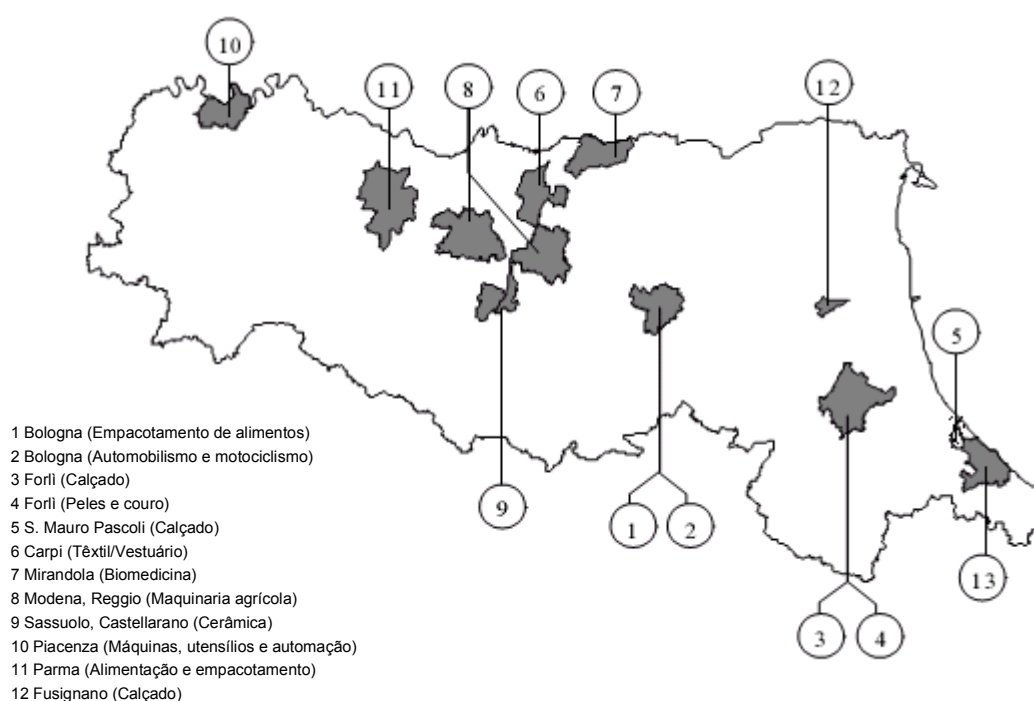 10
11
8
6
7
12
5
9
1
2
13
3
4
1 Bologna (Empacotamento de alimentos)
2 Bologna (Automobilismo e motociclismo)
3 Forlì (Calçado)
4 Forlì (Peles e couro)
5 S. Mauro Pascoli (Calçado)
6 Carpi (Têxtil/Vestuário)
7 Mirandola (Biomedicina)
8 Modena, Reggio (Maquinaria agrícola)
9 Sassuolo, Castellarano (Cerâmica)
10 Piacenza (Máquinas, utensílios e automação)
11 Parma (Alimentação e empacotamento)
12 Fusignano (Calçado)